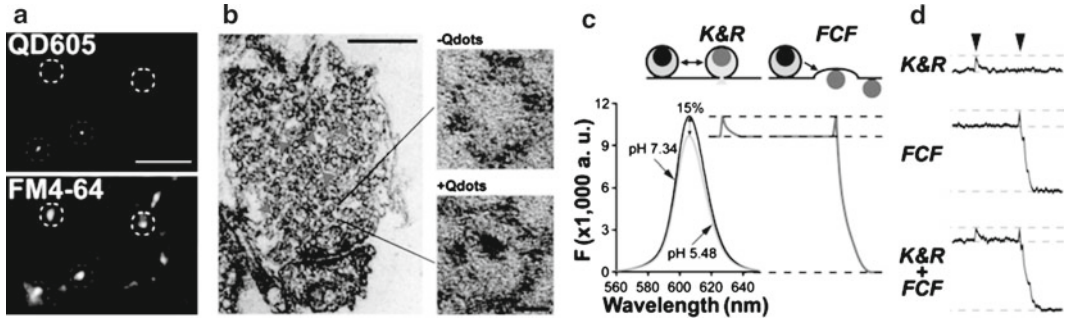 a
QD605
FM4-64
b
-Qdots
+Qdots
c
K&R
FCF
F (x1,000 a. u.)
12
9
6
3
0
15%
pH 7.34
pH 5.48
560 580 600 620 640
Wavelength (nm)
d
K&R
FCF
K&R
+
FCF